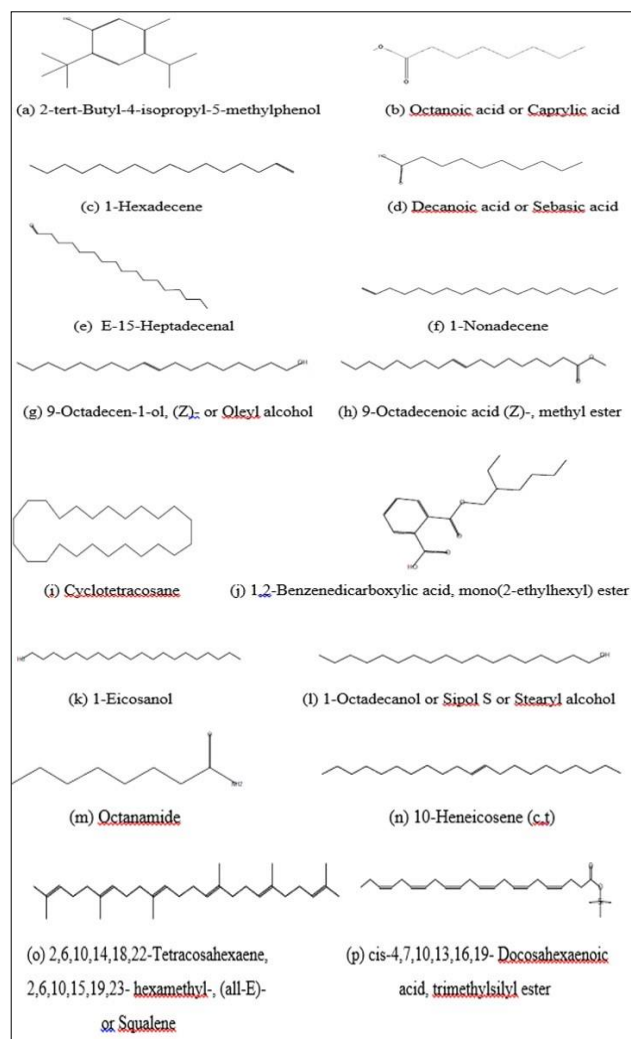 (a) 2-tert-Butyl-4-isopropyl-5-methylphenol
(b) Octanoic acid or Caprylic acid
(c) 1-Hexadecene
(d) Decanoic acid or Sebasic acid
(e) E-15-Heptadecenal
(f) 1-Nonadecene
OH
(g) 9-Octadecen-1-ol, (Z)- or Oleyl alcohol
(h) 9-Octadecenoic acid (Z)-, methyl ester
HO
(i) Cyclotetracosane
(j) 1,2-Benzenedicarboxylic acid, mono(2-ethylhexyl) ester
HO
OH
(k) 1-Eicosanol
(l) 1-Octadecanol or Sipol S or Stearyl alcohol
NH2
(m) Octanamide
(n) 10-Heneicosene (c,t)
(o) 2,6,10,14,18,22-Tetracosahexaene,
2,6,10,15,19,23- hexamethyl-, (all-E)-
or Squalene
(p) cis-4,7,10,13,16,19- Docosahexaenoic
acid, trimethylsilyl ester